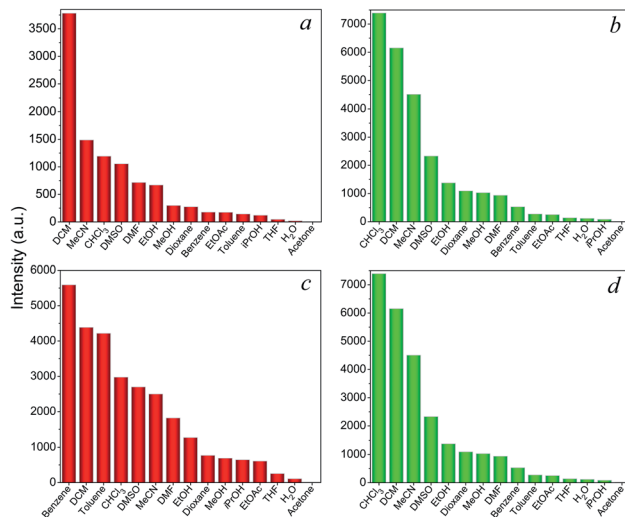 Intensity (a.u.)
a
3500
3000
2500
2000
1500
1000
500
0
DCM
MeCN
CHCl3
DMSO
DMF
EtOH
MeOH
Dioxane
Benzene
EtOAc
Toluene
iPrOH
THF
H2O
Acetone
b
7000
6000
5000
4000
3000
2000
1000
0
CHCl3
DCM
MeCN
DMSO
EtOH
Dioxane
MeOH
DMF
Benzene
Toluene
EtOAc
THF
H2O
iPrOH
Acetone
c
6000
5000
4000
3000
2000
1000
0
Benzene
DCM
Toluene
CHCl3
DMSO
MeCN
DMF
EtOH
Dioxane
MeOH
iPrOH
EtOAc
THF
H2O
Acetone
d
7000
6000
5000
4000
3000
2000
1000
0
CHCl3
DCM
MeCN
DMSO
EtOH
Dioxane
MeOH
DMF
Benzene
Toluene
EtOAc
THF
H2O
iPrOH
Acetone